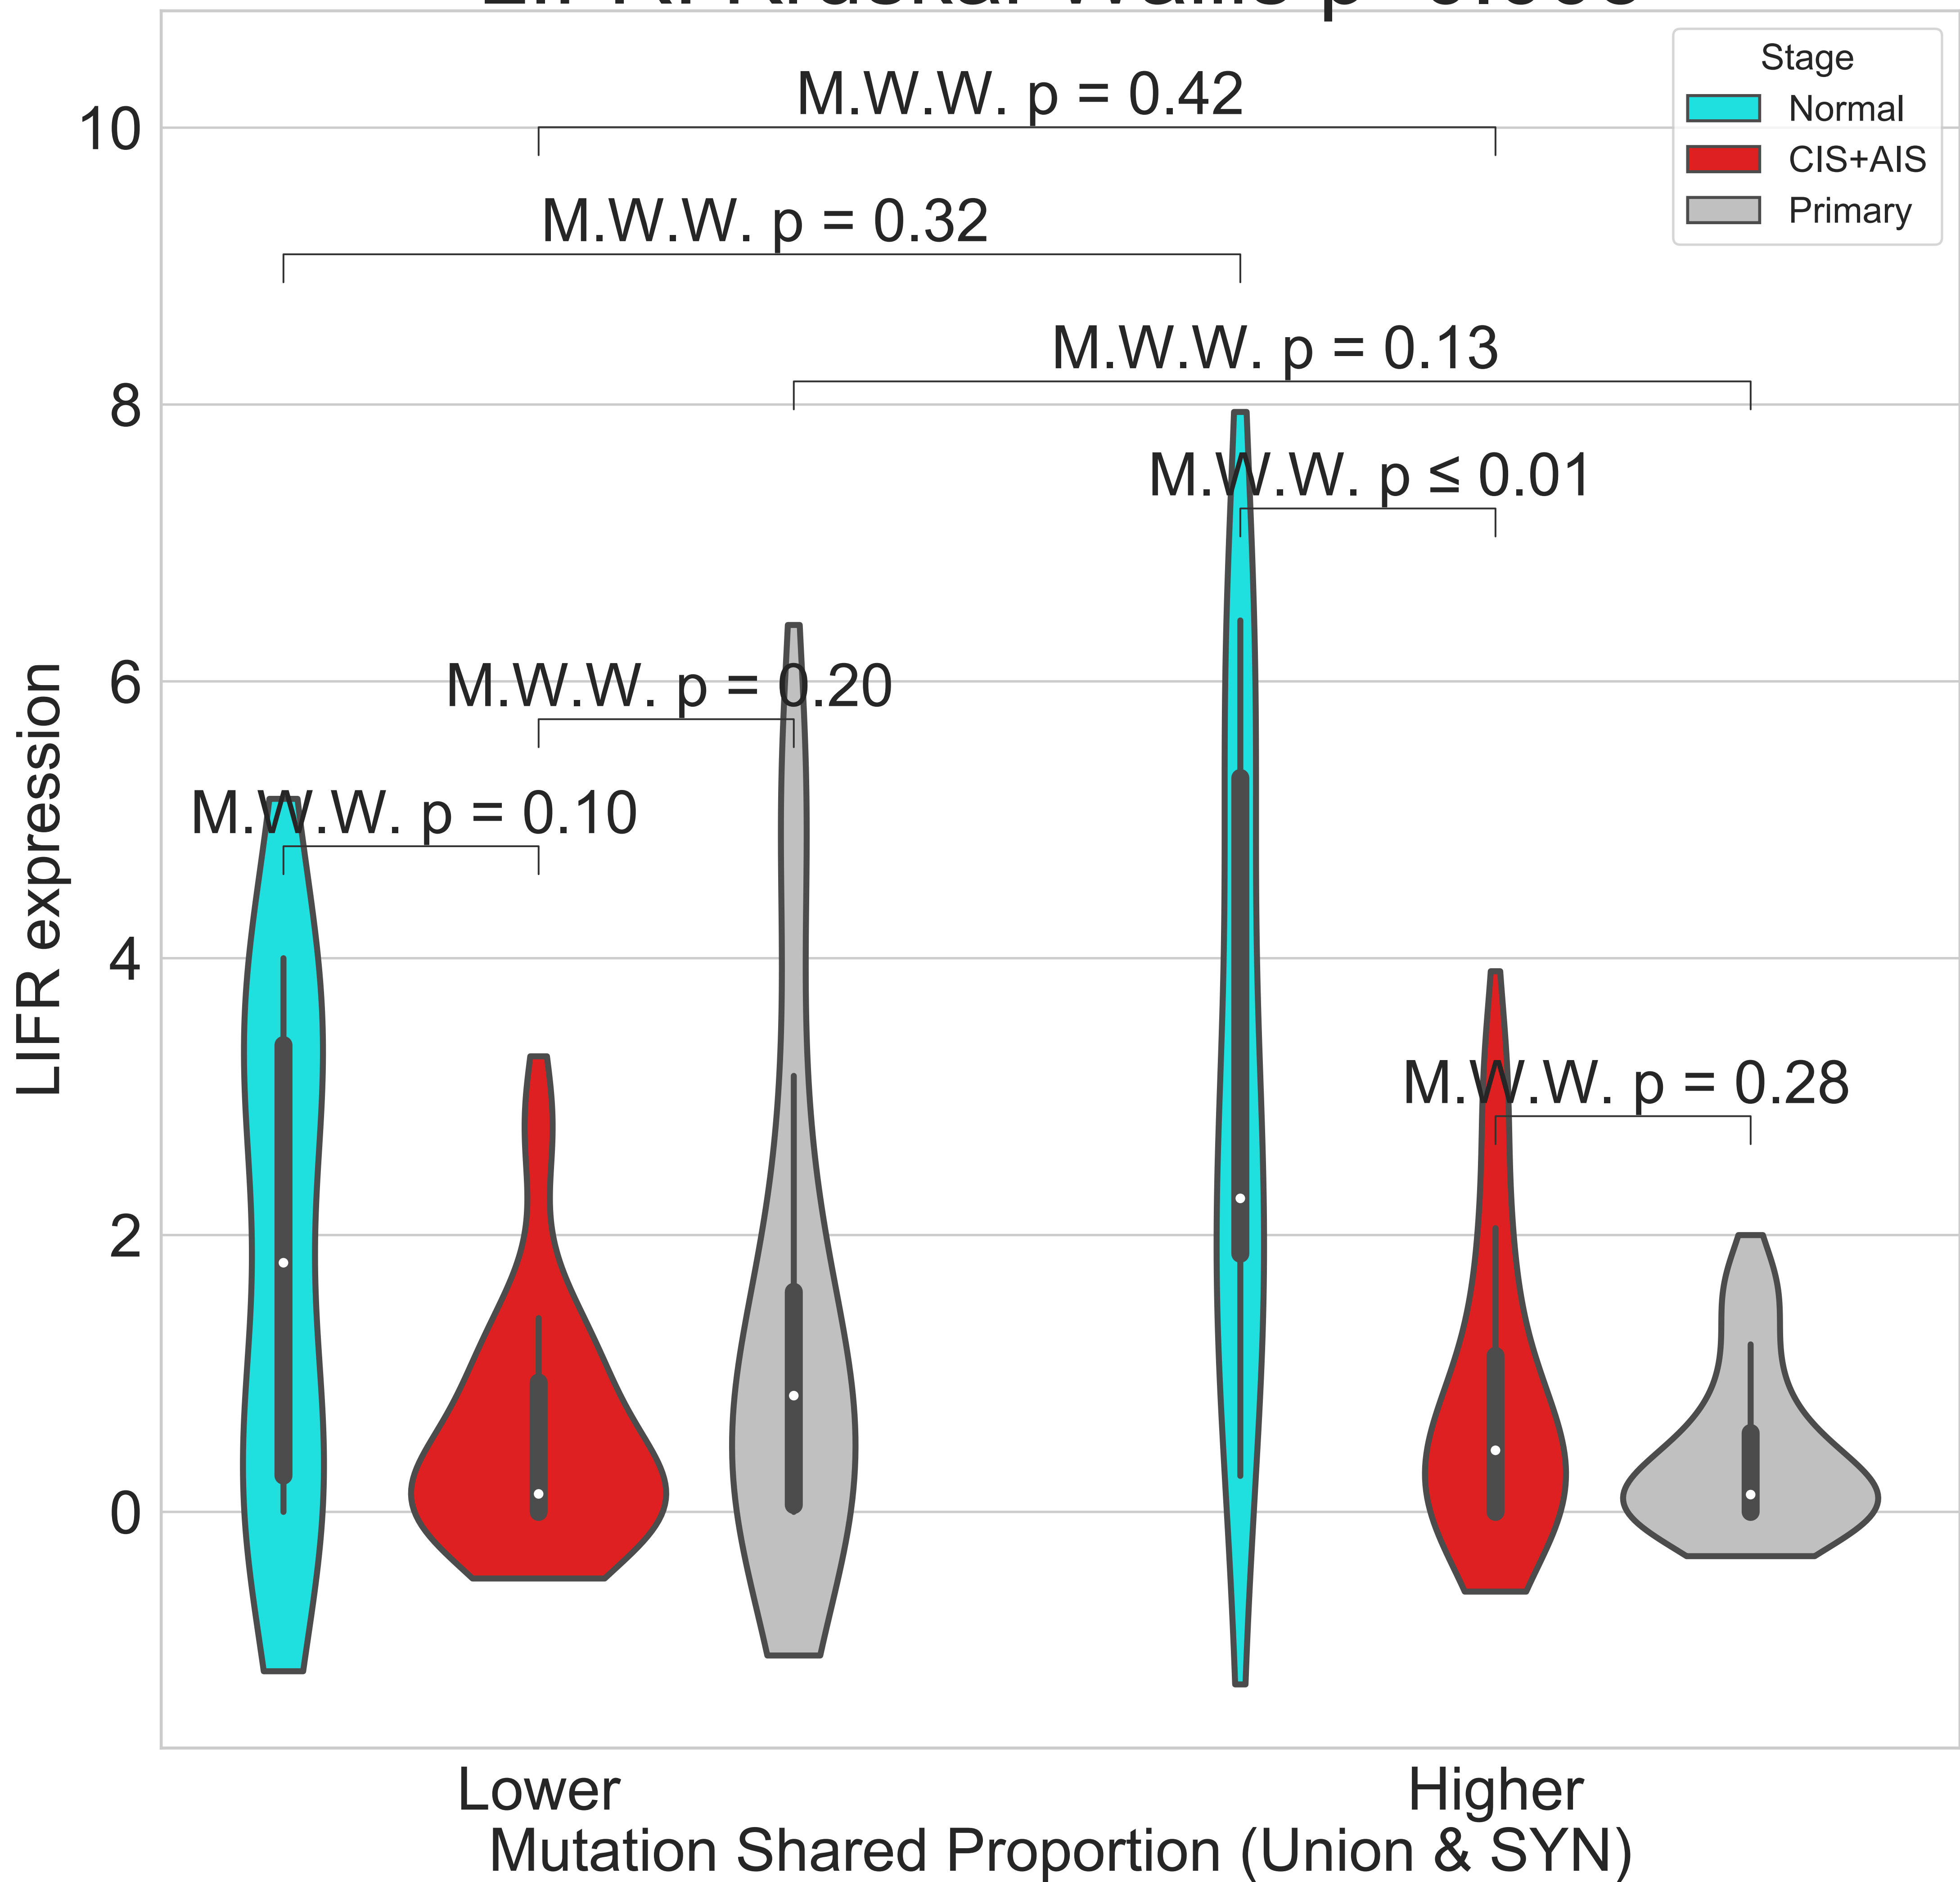 Stage
Normal
CIS+AIS
Primary
M.W.W. p = 0.42
M.W.W. p = 0.32
M.W.W. p = 0.13
M.W.W. p ≤ 0.01
M.W.W. p = 0.20
M.W.W. p = 0.10
M.W.W. p = 0.28
10
8
6
4
2
0
LIFR expression
Lower
Higher
Mutation Shared Proportion (Union & SYN)